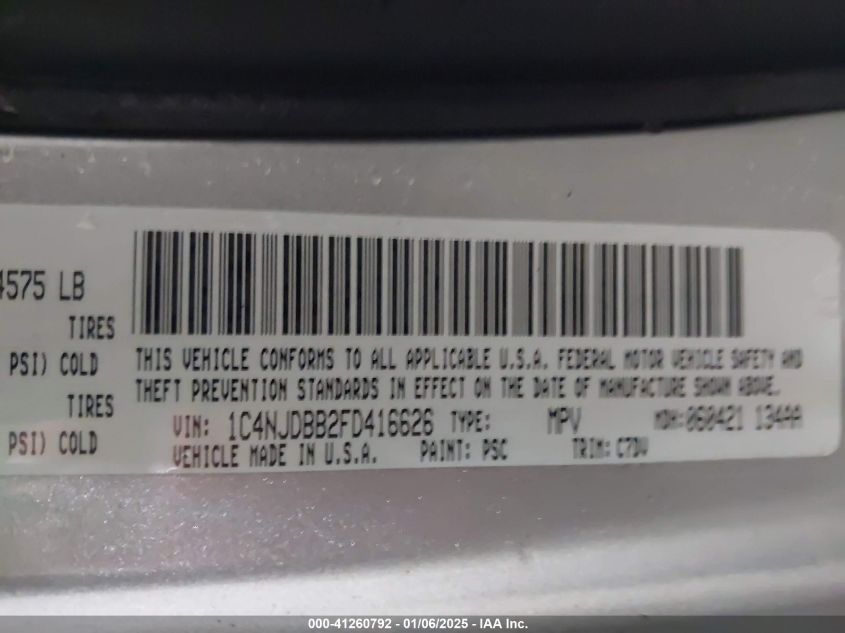 4575 LB
TIRES
PSI) COLD
TIRES
PSI) COLD
THIS VEHICLE CONFORMS TO ALL APPLICABLE U.S.A. FEDERAL MOTOR VEHICLE SAFETY AND
THEFT PREVENTION STANDARDS IN EFFECT ON THE DATE OF MANUFACTURE SHOWN ABOVE.
VIN: 1C4NJDBB2FD416626 TYPE: MPV MDH:060421 134AA
VEHICLE MADE IN U.S.A. PAINT: PSC TRIM: C7DV
000-41260792 - 01/06/2025 - IAA Inc.